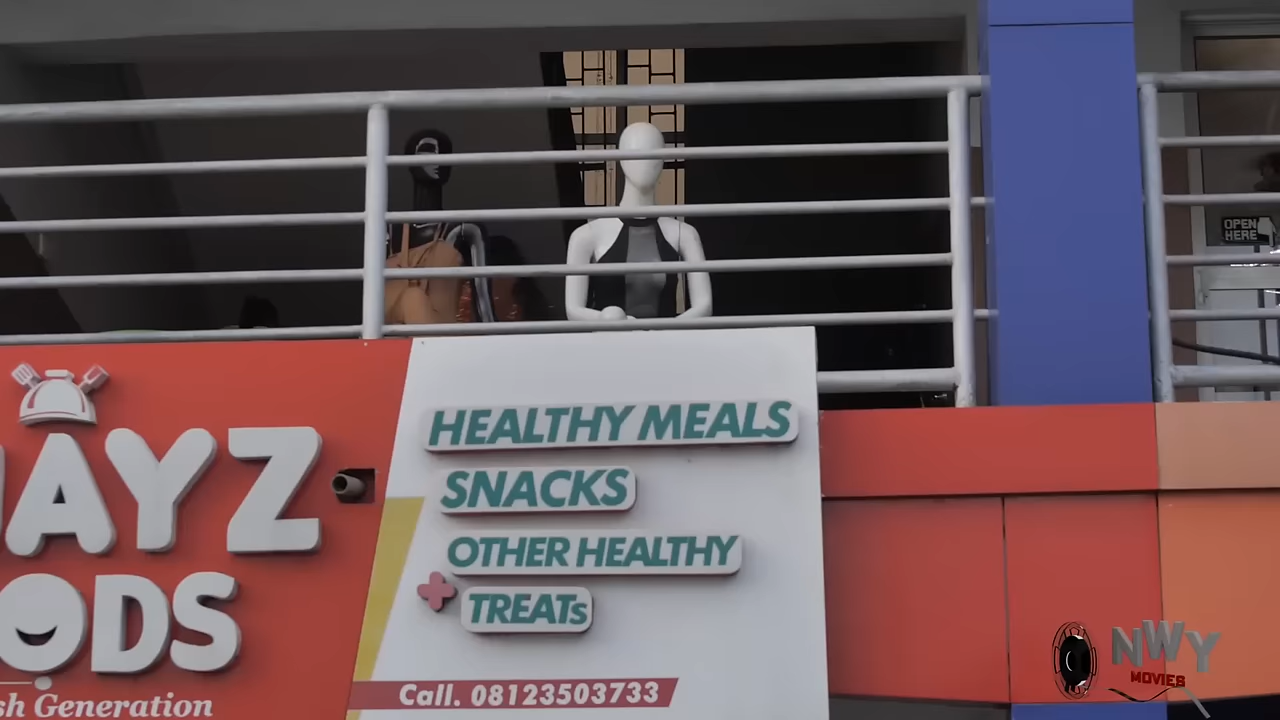 OPEN
HERE
AYZ
ODS
sh Generation
HEALTHY MEALS
SNACKS
OTHER HEALTHY
+ TREATs
Call. 08123503733
NWY
MOVIES